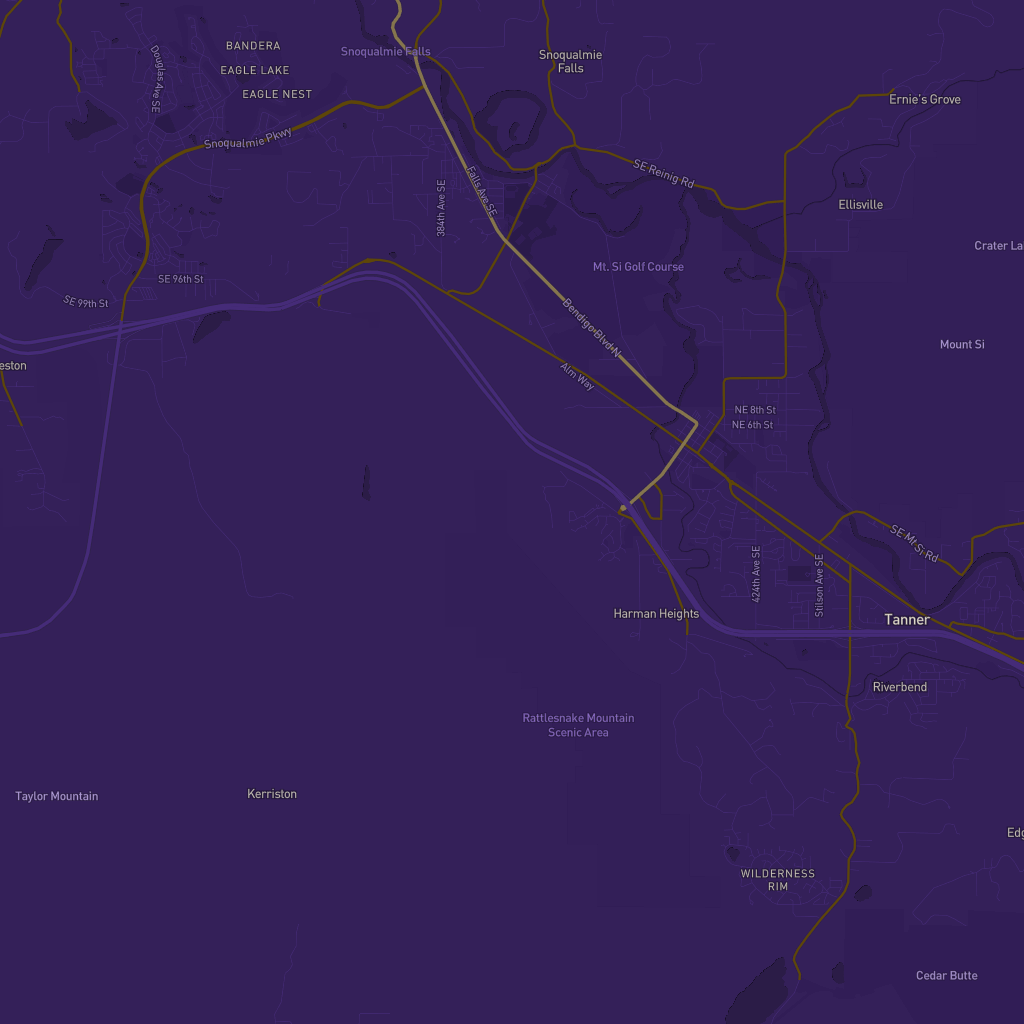 BANDERA
EAGLE LAKE
EAGLE NEST
Douglas Ave SE
Snoqualmie Falls
Snoqualmie
Falls
Ernie's Grove
Snoqualmie Pkwy
SE Reinig Rd
384th Ave SE
Falls Ave SE
Ellisville
Crater La
Mt. Si Golf Course
SE 96th St
SE 99th St
Bendigo Blvd N
Mount Si
eston
Alm Way
NE 8th St
NE 6th St
SE Mt Si Rd
424th Ave SE
Stilson Ave SE
Harman Heights
Tanner
Riverbend
Rattlesnake Mountain
Scenic Area
Taylor Mountain
Kerriston
Edg
WILDERNESS
RIM
Cedar Butte